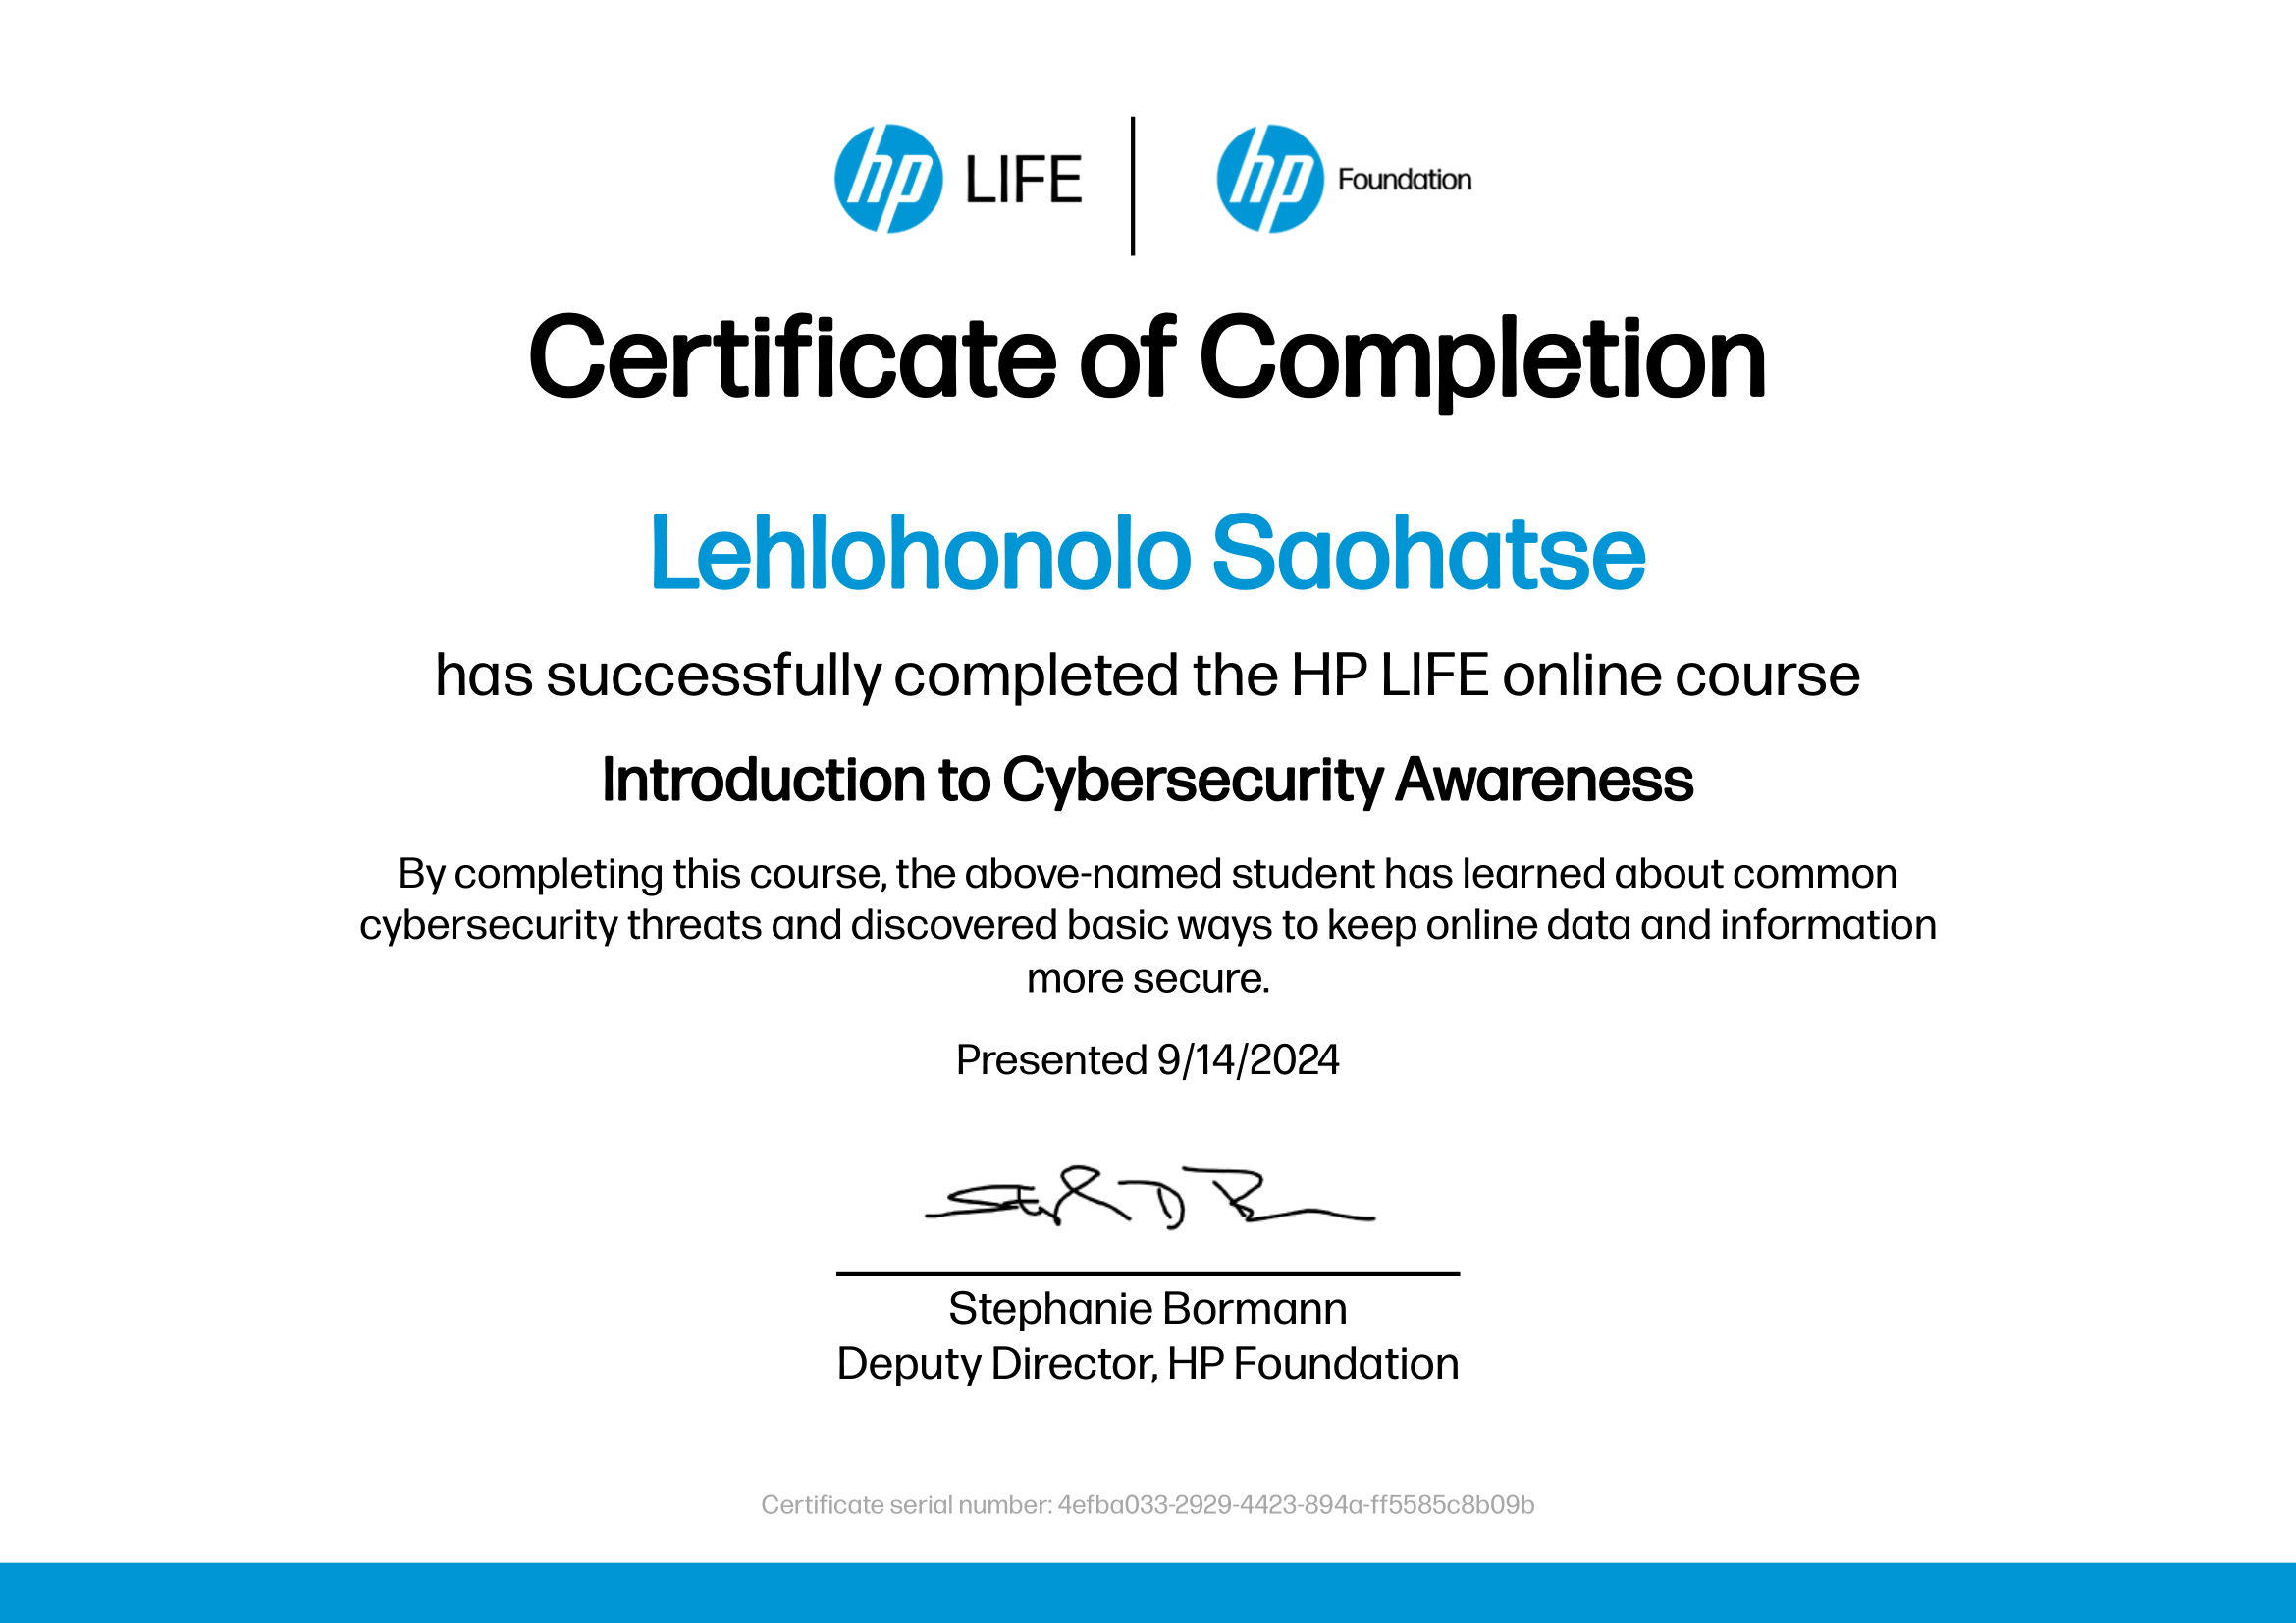 hp LIFE | hp Foundation
Certificate of Completion
Lehlohonolo Saohatse
has successfully completed the HP LIFE online course
Introduction to Cybersecurity Awareness
By completing this course, the above-named student has learned about common
cybersecurity threats and discovered basic ways to keep online data and information
more secure.
Presented 9/14/2024
Stephanie Bormann
Deputy Director, HP Foundation
Certificate serial number: 4efba033-2929-4423-894a-ff5585c8b09b